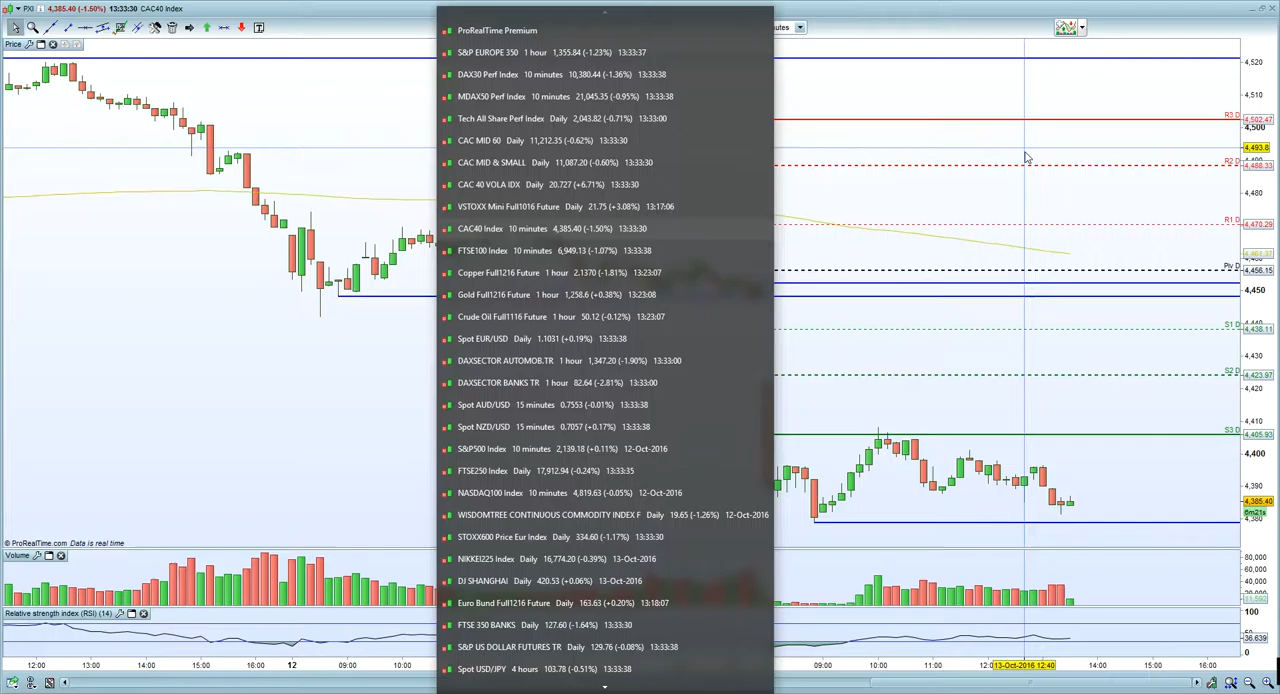 PXI 4,385.40 (-1.50%) 13:33:30 CAC40 Index
Price
utes
ProRealTime Premium
S&P EUROPE 350 1 hour 1,355.84 (-1.23%) 13:33:37
DAX30 Perf Index 10 minutes 10,380.44 (-1.36%) 13:33:38
MDAX50 Perf Index 10 minutes 21,045.35 (-0.95%) 13:33:38
Tech All Share Perf Index Daily 2,043.82 (-0.71%) 13:33:00
CAC MID 60 Daily 11,212.35 (-0.62%) 13:33:30
CAC MID & SMALL Daily 11,087.20 (-0.60%) 13:33:30
CAC 40 VOLA IDX Daily 20.727 (+6.71%) 13:33:30
VSTOXX Mini Full1016 Future Daily 21.75 (+3.08%) 13:17:06
CAC40 Index 10 minutes 4,385.40 (-1.50%) 13:33:30
FTSE100 Index 10 minutes 6,949.13 (-1.07%) 13:33:38
Copper Full1216 Future 1 hour 2.1370 (-1.81%) 13:23:07
Gold Full1216 Future 1 hour 1,258.6 (+0.38%) 13:23:08
Crude Oil Full1116 Future 1 hour 50.12 (-0.12%) 13:23:07
Spot EUR/USD Daily 1.1031 (+0.19%) 13:33:38
DAXSECTOR AUTOMOB.TR 1 hour 1,347.20 (-1.90%) 13:33:00
DAXSECTOR BANKS TR 1 hour 82.64 (-2.81%) 13:33:00
Spot AUD/USD 15 minutes 0.7553 (-0.01%) 13:33:38
Spot NZD/USD 15 minutes 0.7057 (+0.17%) 13:33:38
S&P500 Index 10 minutes 2,139.18 (+0.11%) 12-Oct-2016
FTSE250 Index Daily 17,912.94 (-0.24%) 13:33:35
NASDAQ100 Index 10 minutes 4,819.63 (-0.05%) 12-Oct-2016
WISDOMTREE CONTINUOUS COMMODITY INDEX F Daily 19.65 (-1.26%) 12-Oct-2016
STOXX600 Price Eur Index Daily 334.60 (-1.17%) 13:33:30
NIKKEI225 Index Daily 16,774.20 (-0.39%) 13-Oct-2016
DJ SHANGHAI Daily 420.53 (+0.06%) 13-Oct-2016
Euro Bund Full1216 Future Daily 163.63 (+0.20%) 13:18:07
FTSE 350 BANKS Daily 127.60 (-1.64%) 13:33:30
S&P US DOLLAR FUTURES TR Daily 129.76 (-0.08%) 13:33:38
Spot USD/JPY 4 hours 103.78 (-0.51%) 13:33:38
4,520
4,510
R3 D 4,502.47
4,500
4,493.8
R2 D 4,488.33
4,480
R1 D 4,470.29
Piv D 4,456.15
4,450
S1 D 4,438.11
4,430
S2 D 4,423.97
4,420
4,410
S3 D 4,405.93
4,400
4,390
4,385.40
6m21s
4,380
© ProRealTime.com Data is real time
Volume
80,000
60,000
40,000
11,592
Relative strength index (RSI) (14)
100
36.639
0
12:00 13:00 14:00 15:00 16:00 12 09:00 10:00 09:00 10:00 11:00 12:0 13-Oct-2016 12:40 14:00 15:00 16:00